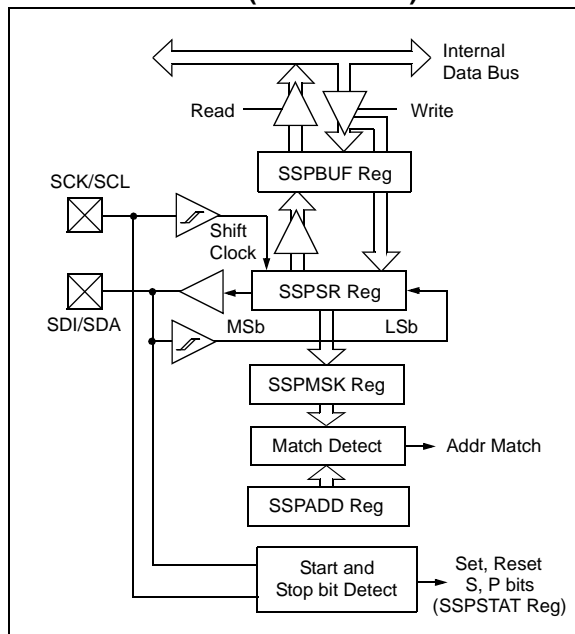 Internal
Data Bus
Read
Write
SSPBUF Reg
SCK/SCL
Shift
Clock
SSPSR Reg
MSb
LSb
SDI/SDA
SSPMSK Reg
Match Detect
Addr Match
SSPADD Reg
Start and
Stop bit Detect
Set, Reset
S, P bits
(SSPSTAT Reg)